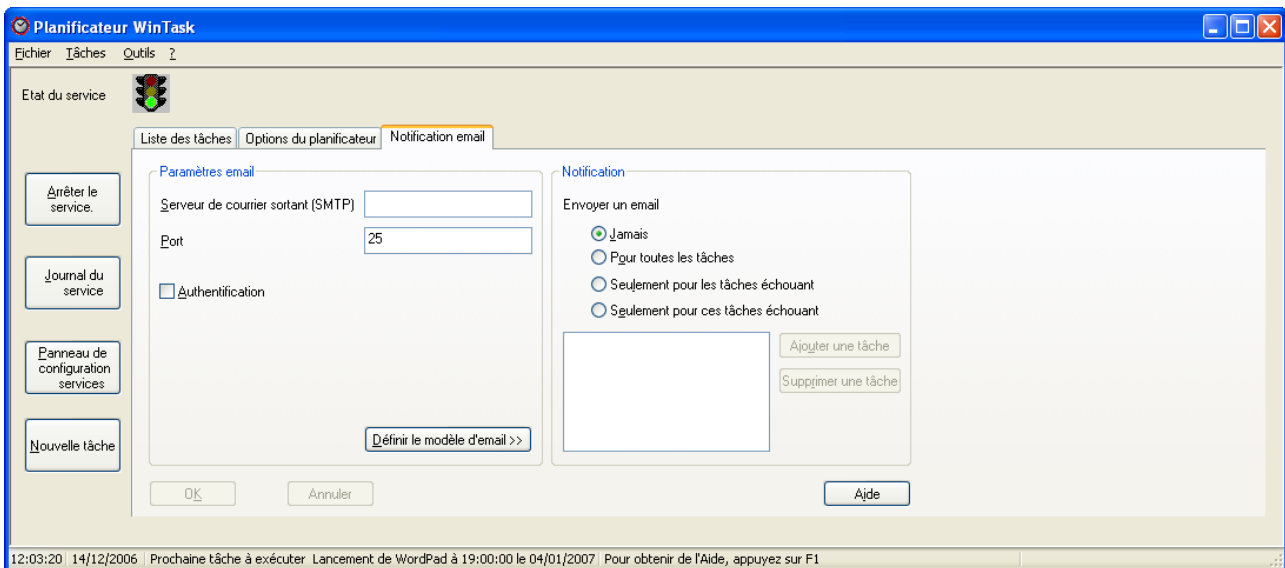 Planificateur WinTask
Fichier Tâches Outils ?
Etat du service
Liste des tâches Options du planificateur Notification email
Arrêter le
service.
Journal du
service
Panneau de
configuration
services
Nouvelle tâche
Paramètres email
Serveur de courrier sortant (SMTP)
Port 25
Authentification
Définir le modèle d'email >>
Notification
Envoyer un email
Jamais
Pour toutes les tâches
Seulement pour les tâches échouant
Seulement pour ces tâches échouant
Ajouter une tâche
Supprimer une tâche
OK Annuler Aide
12:03:20 14/12/2006 Prochaine tâche à exécuter Lancement de WordPad à 19:00:00 le 04/01/2007 Pour obtenir de l'Aide, appuyez sur F1